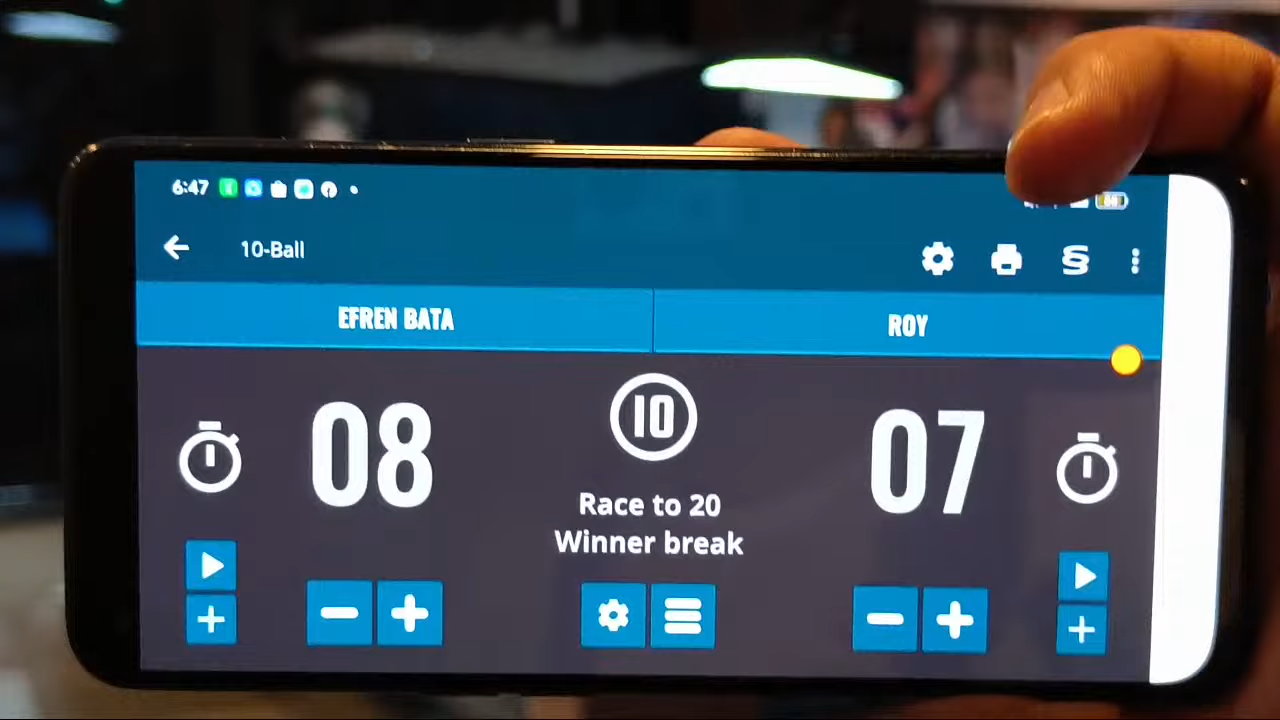 6:47
10-Ball
EFREN BATA
ROY
08
10
07
Race to 20
Winner break